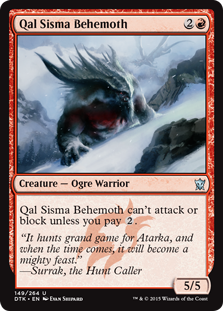 Qal Sisma Behemoth 2
Creature — Ogre Warrior
Qal Sisma Behemoth can't attack or
block unless you pay 2.
"It hunts grand game for Atarka, and
when the time comes, it will become a
mighty feast."
—Surrak, the Hunt Caller
5/5
149/264 U
DTK • EN Evan Shipard
™ & © 2015 Wizards of the Coast